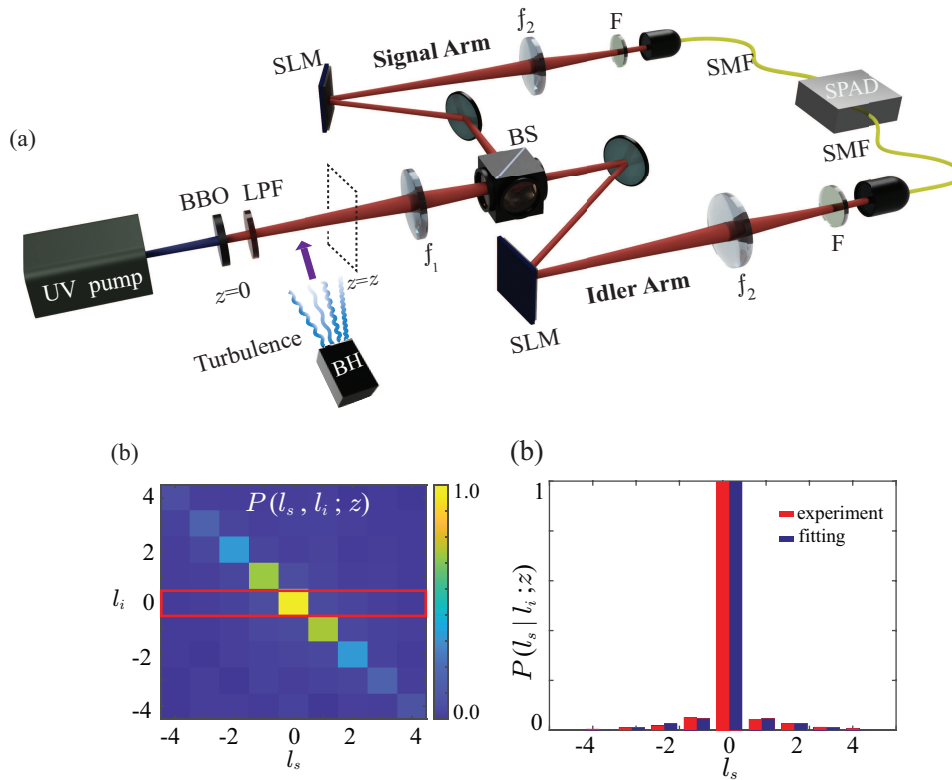 (a)
SLM
Signal Arm
f₂
F
SMF
SPAD
SMF
BS
BBO
LPF
UV pump
z=0
z=z
f₁
Turbulence
BH
SLM
Idler Arm
f₂
F
(b)
P(lₛ, lᵢ; z)
1.0
0.0
4
2
0
-2
-4
lᵢ
-4
-2
0
2
4
lₛ
(b)
1
0
P(lₛ | lᵢ; z)
experiment
fitting
-2
0
2
4
-4
lₛ